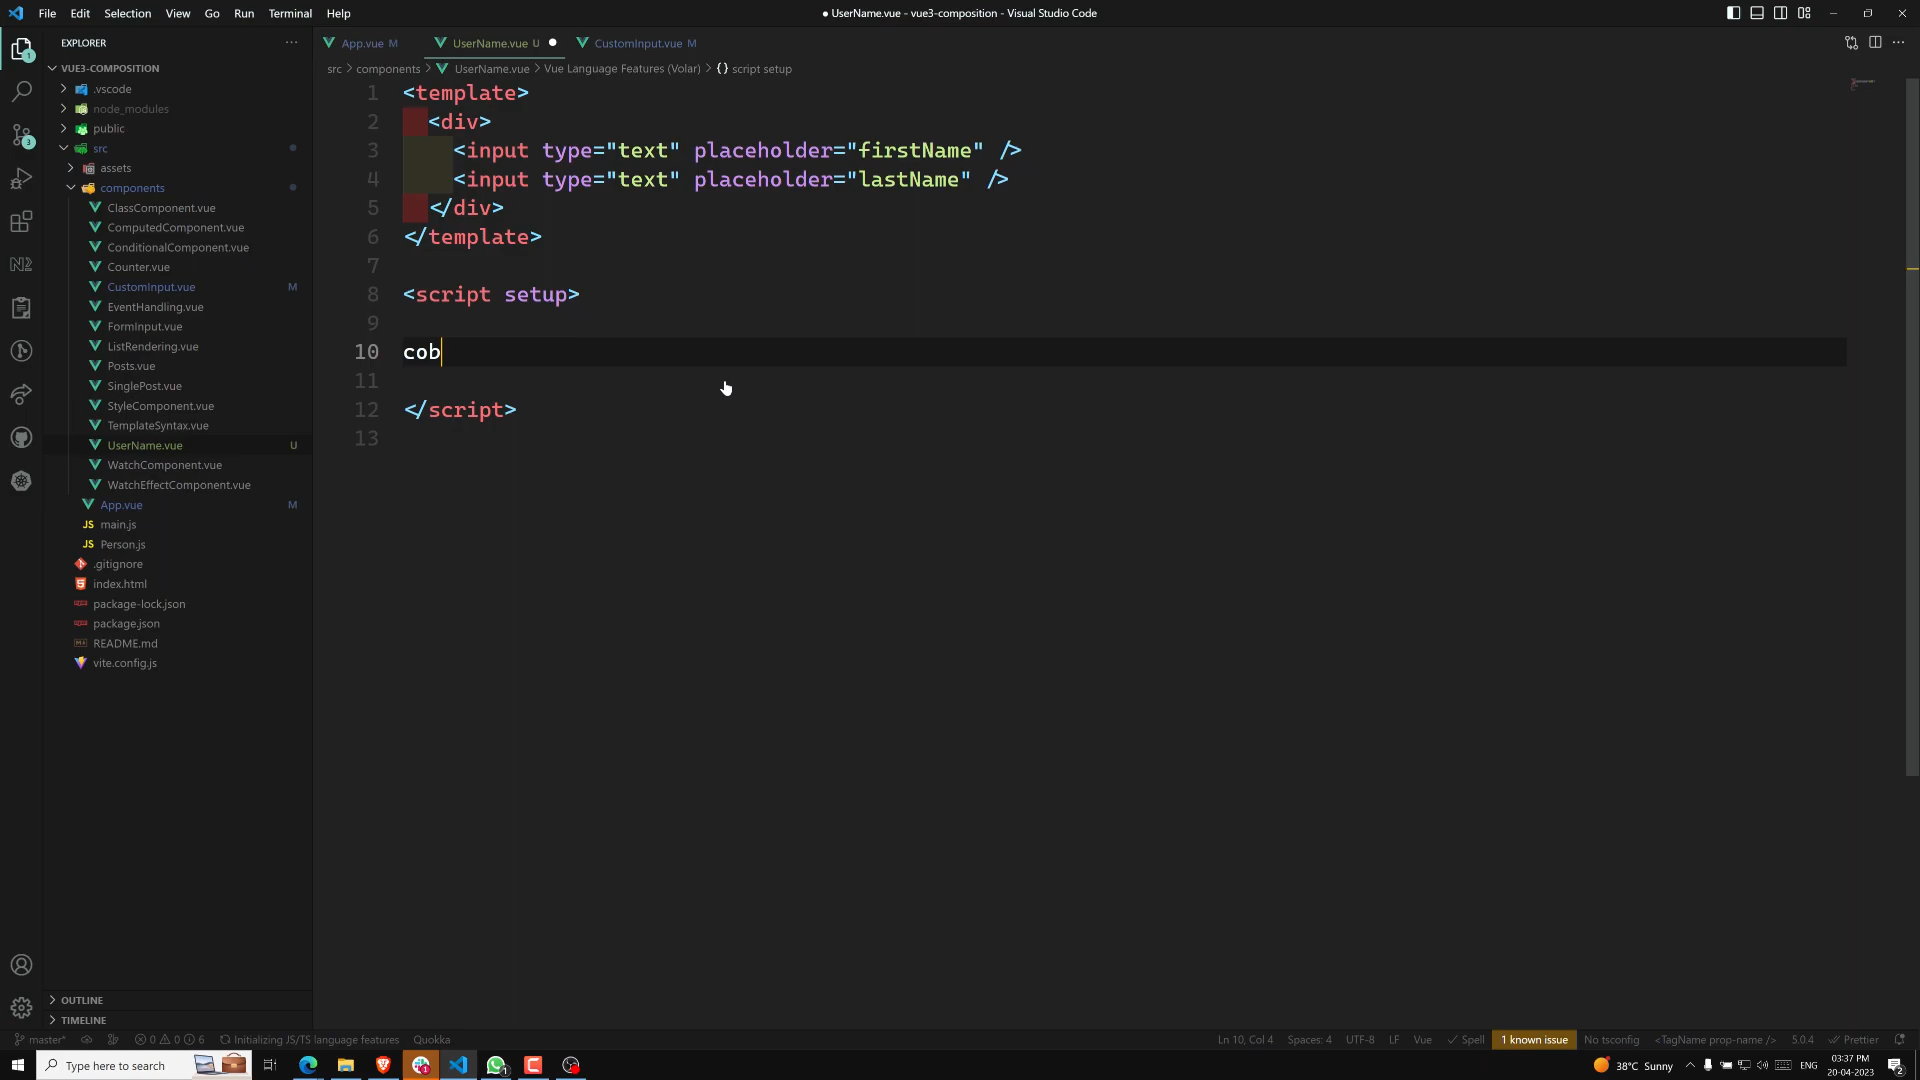 File Edit Selection View Go Run Terminal Help
● UserName.vue - vue3-composition - Visual Studio Code
EXPLORER
VUE3-COMPOSITION
.vscode
node_modules
public
src
assets
components
ClassComponent.vue
ComputedComponent.vue
ConditionalComponent.vue
Counter.vue
CustomInput.vue M
EventHandling.vue
FormInput.vue
ListRendering.vue
Posts.vue
SinglePost.vue
StyleComponent.vue
TemplateSyntax.vue
UserName.vue U
WatchComponent.vue
WatchEffectComponent.vue
App.vue M
main.js
Person.js
.gitignore
index.html
package-lock.json
package.json
README.md
vite.config.js
OUTLINE
TIMELINE
App.vue M UserName.vue U CustomInput.vue M
src > components > UserName.vue > Vue Language Features (Volar) > {} script setup
1 <template>
2 <div>
3 <input type="text" placeholder="firstName" />
4 <input type="text" placeholder="lastName" />
5 </div>
6 </template>
7
8 <script setup>
9
10 cob
11
12 </script>
13
master* 0 0 6 Initializing JS/TS language features Quokka
Ln 10, Col 4 Spaces: 4 UTF-8 LF Vue Spell 1 known issue No tsconfig <TagName prop-name /> 5.0.4 Prettier
Type here to search
38°C Sunny ENG
03:37 PM
20-04-2023